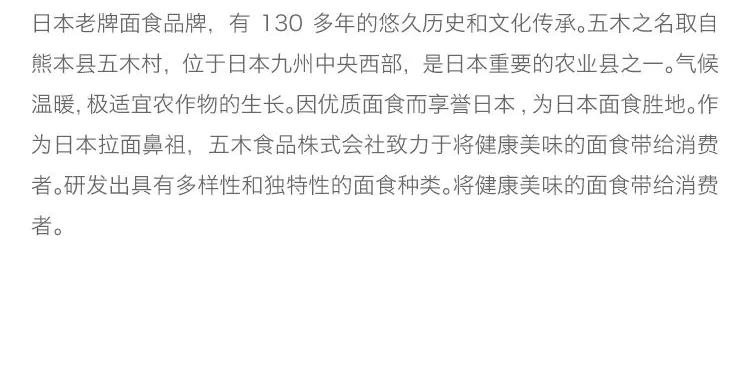 日本老牌面食品牌，有 130 多年的悠久历史和文化传承。五木之名取自
熊本县五木村，位于日本九州中央西部，是日本重要的农业县之一。气候
温暖，极适宜农作物的生长。因优质面食而享誉日本，为日本面食胜地。作
为日本拉面鼻祖，五木食品株式会社致力于将健康美味的面食带给消费
者。研发出具有多样性和独特性的面食种类。将健康美味的面食带给消费
者。